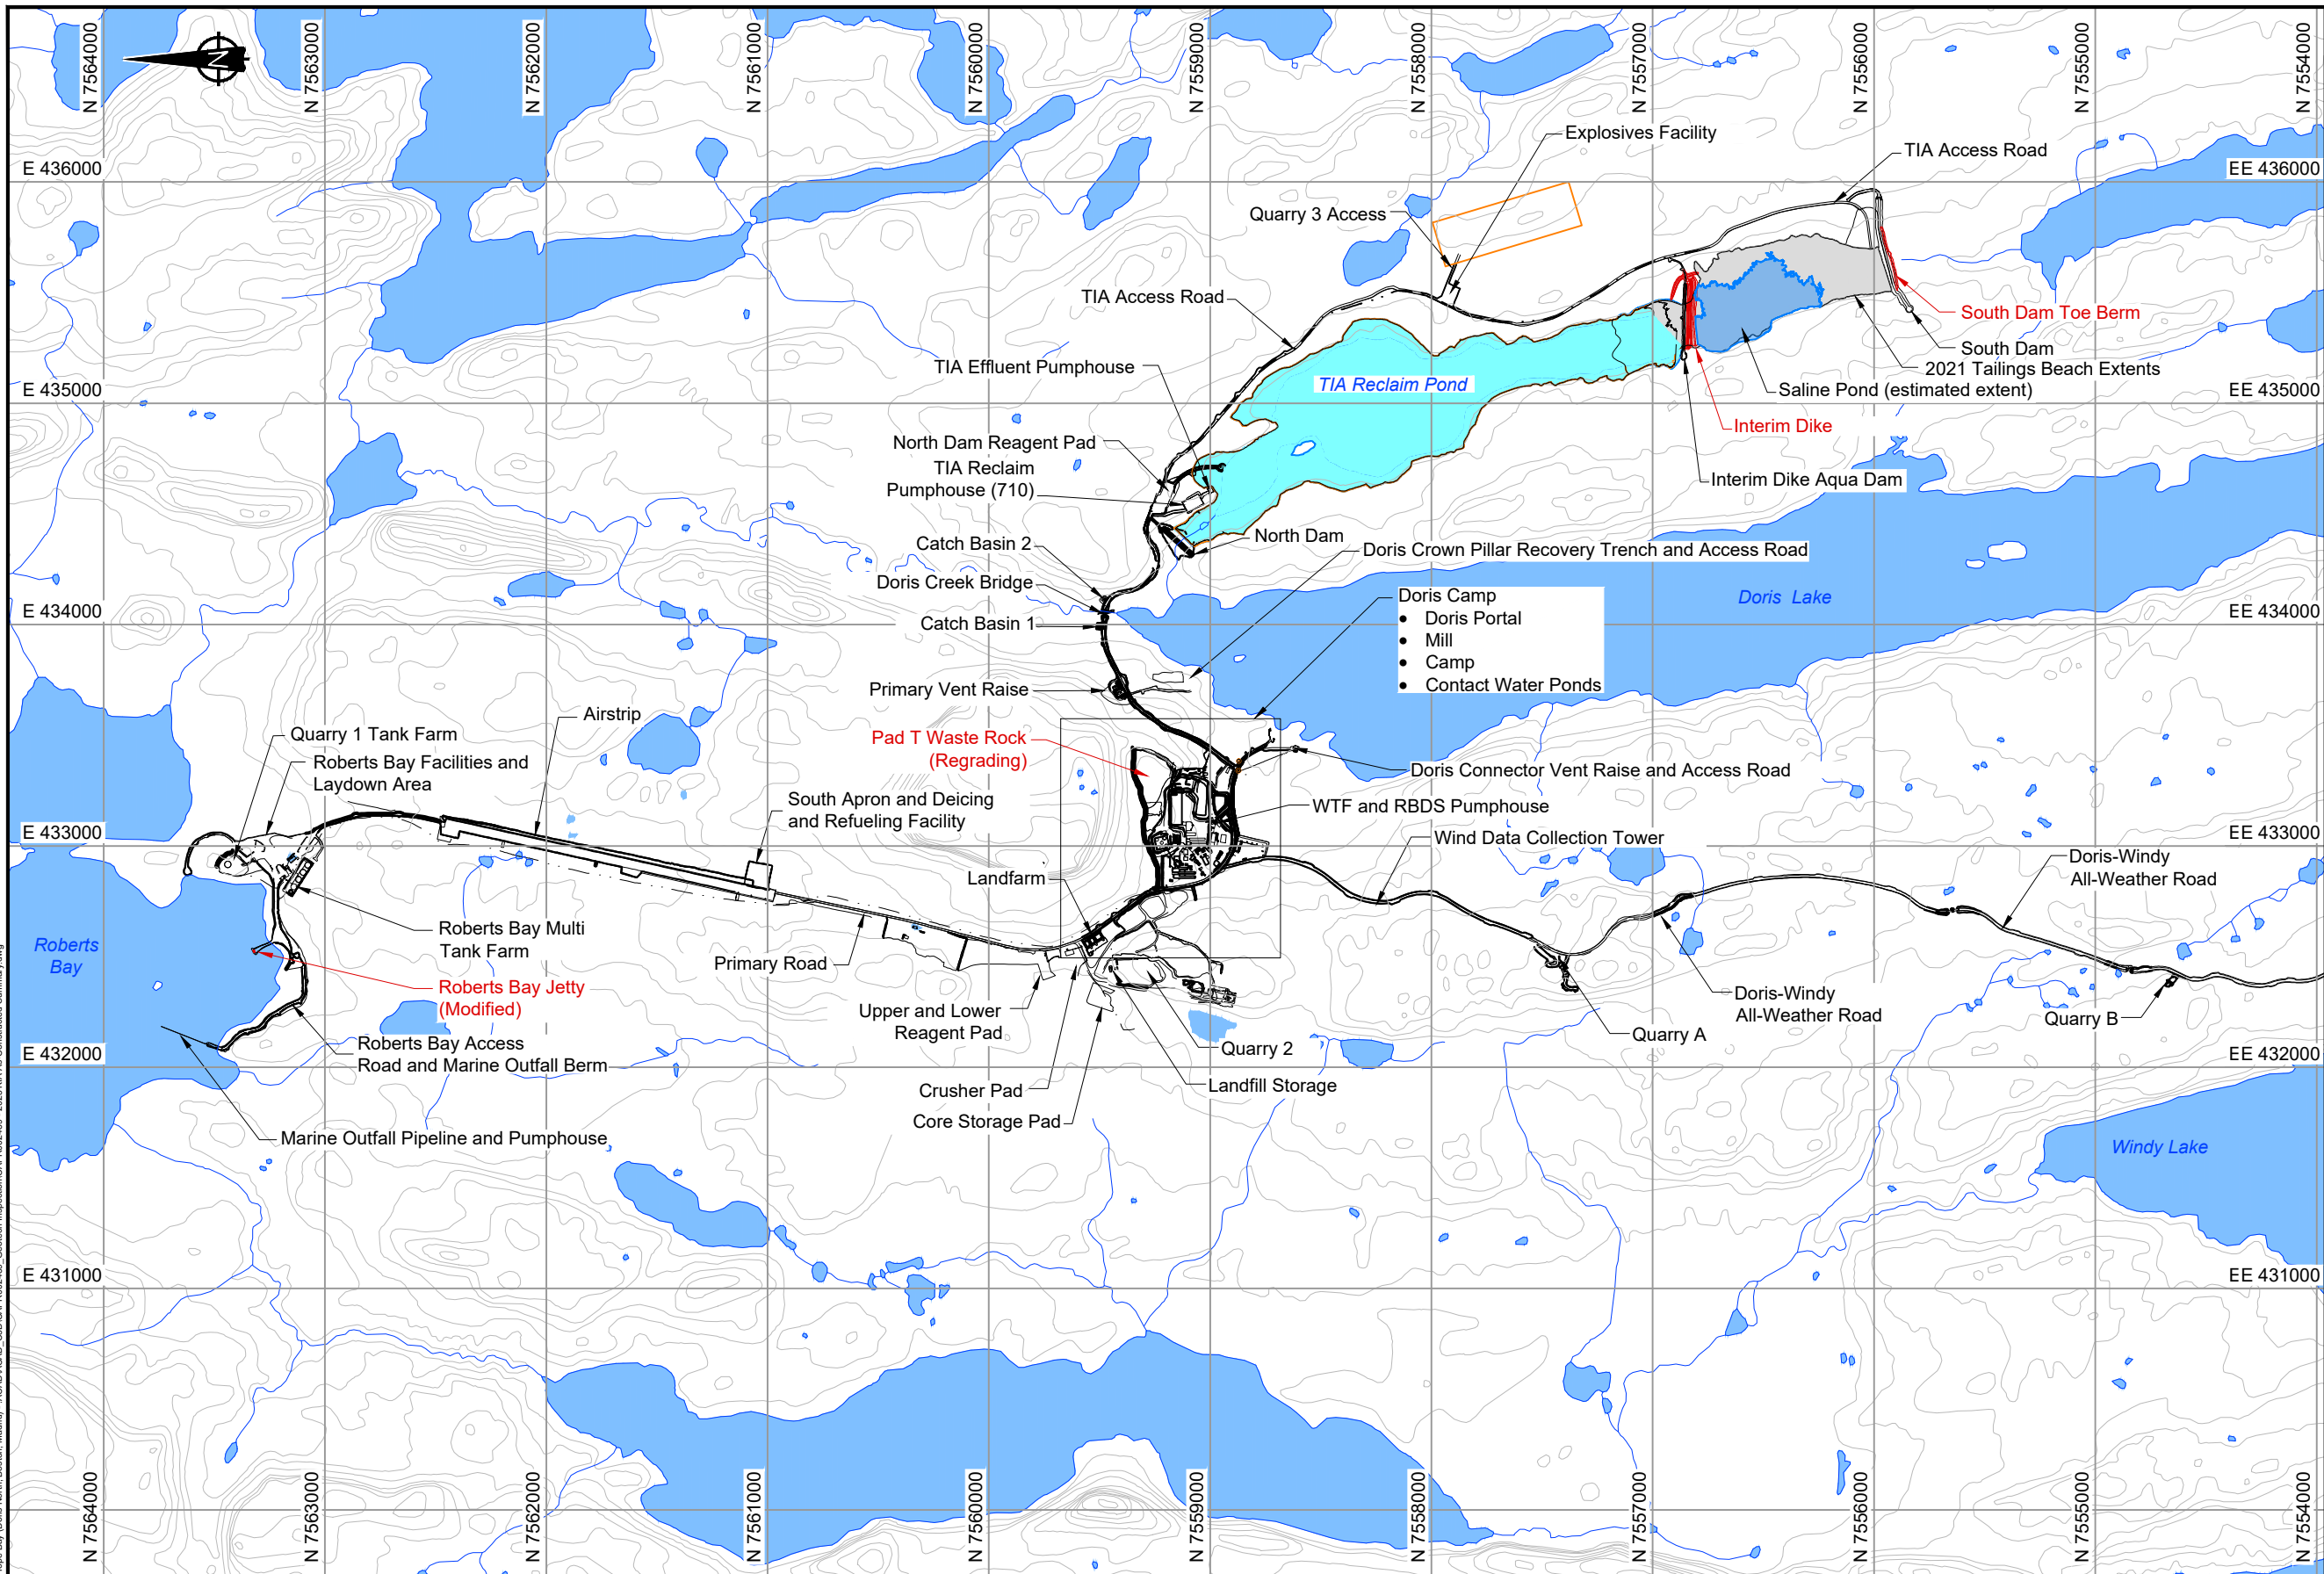 N 7564000
N 7563000
N 7562000
N 7561000
N 7560000
N 7559000
N 7558000
N 7557000
N 7556000
N 7555000
N 7554000
N
Explosives Facility
TIA Access Road
E 436000
EE 436000
Quarry 3 Access
TIA Access Road
South Dam Toe Berm
South Dam
2021 Tailings Beach Extents
TIA Effluent Pumphouse
TIA Reclaim Pond
Saline Pond (estimated extent)
E 435000
EE 435000
Interim Dike
North Dam Reagent Pad
TIA Reclaim
Pumphouse (710)
Interim Dike Aqua Dam
North Dam
Catch Basin 2
Doris Crown Pillar Recovery Trench and Access Road
Doris Creek Bridge
Doris Camp
• Doris Portal
• Mill
• Camp
• Contact Water Ponds
Doris Lake
E 434000
EE 434000
Catch Basin 1
Primary Vent Raise
Airstrip
Quarry 1 Tank Farm
Roberts Bay Facilities and
Laydown Area
Pad T Waste Rock
(Regrading)
Doris Connector Vent Raise and Access Road
South Apron and Deicing
and Refueling Facility
WTF and RBDS Pumphouse
E 433000
EE 433000
Wind Data Collection Tower
Doris-Windy
All-Weather Road
Landfarm
Roberts
Bay
Roberts Bay Multi
Tank Farm
Primary Road
Roberts Bay Jetty
(Modified)
Upper and Lower
Reagent Pad
Doris-Windy
All-Weather Road
Quarry A
Quarry B
Quarry 2
Roberts Bay Access
Road and Marine Outfall Berm
E 432000
EE 432000
Crusher Pad
Landfill Storage
Core Storage Pad
Marine Outfall Pipeline and Pumphouse
Windy Lake
E 431000
EE 431000
N 7564000
N 7563000
N 7562000
N 7561000
N 7560000
N 7559000
N 7558000
N 7557000
N 7556000
N 7555000
N 7554000